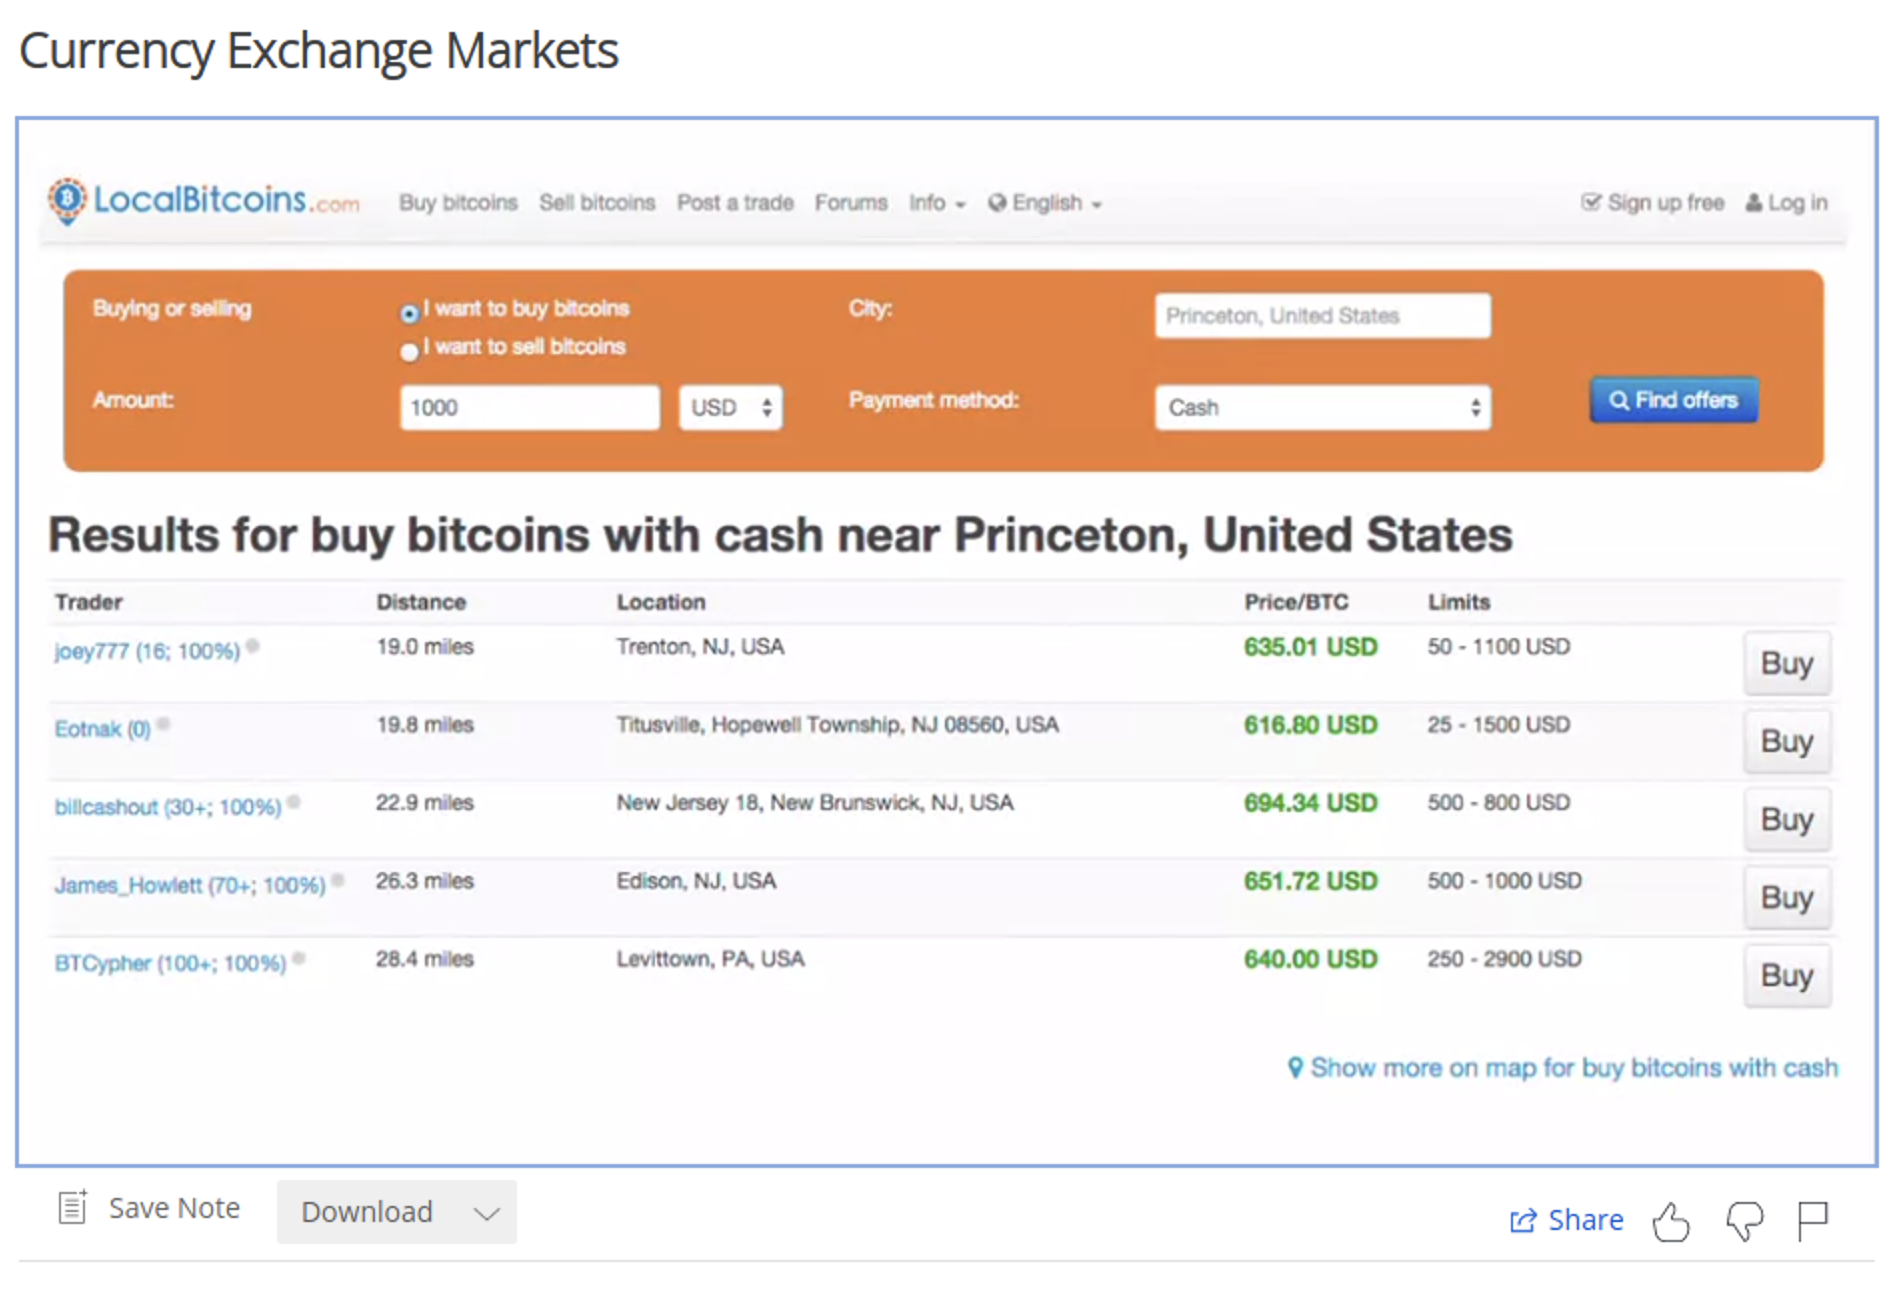 Currency Exchange Markets
LocalBitcoins.com Buy bitcoins Sell bitcoins Post a trade Forums Info English Sign up free Log in
Buying or selling I want to buy bitcoins City: Princeton, United States
I want to sell bitcoins
Amount: 1000 USD Payment method: Cash Find offers
Results for buy bitcoins with cash near Princeton, United States
Trader Distance Location Price/BTC Limits
joey777 (16; 100%) 19.0 miles Trenton, NJ, USA 635.01 USD 50 - 1100 USD Buy
Eotnak (0) 19.8 miles Titusville, Hopewell Township, NJ 08560, USA 616.80 USD 25 - 1500 USD Buy
billcashout (30+; 100%) 22.9 miles New Jersey 18, New Brunswick, NJ, USA 694.34 USD 500 - 800 USD Buy
James_Howlett (70+; 100%) 26.3 miles Edison, NJ, USA 651.72 USD 500 - 1000 USD Buy
BTCypher (100+; 100%) 28.4 miles Levittown, PA, USA 640.00 USD 250 - 2900 USD Buy
Show more on map for buy bitcoins with cash
Save Note Download Share